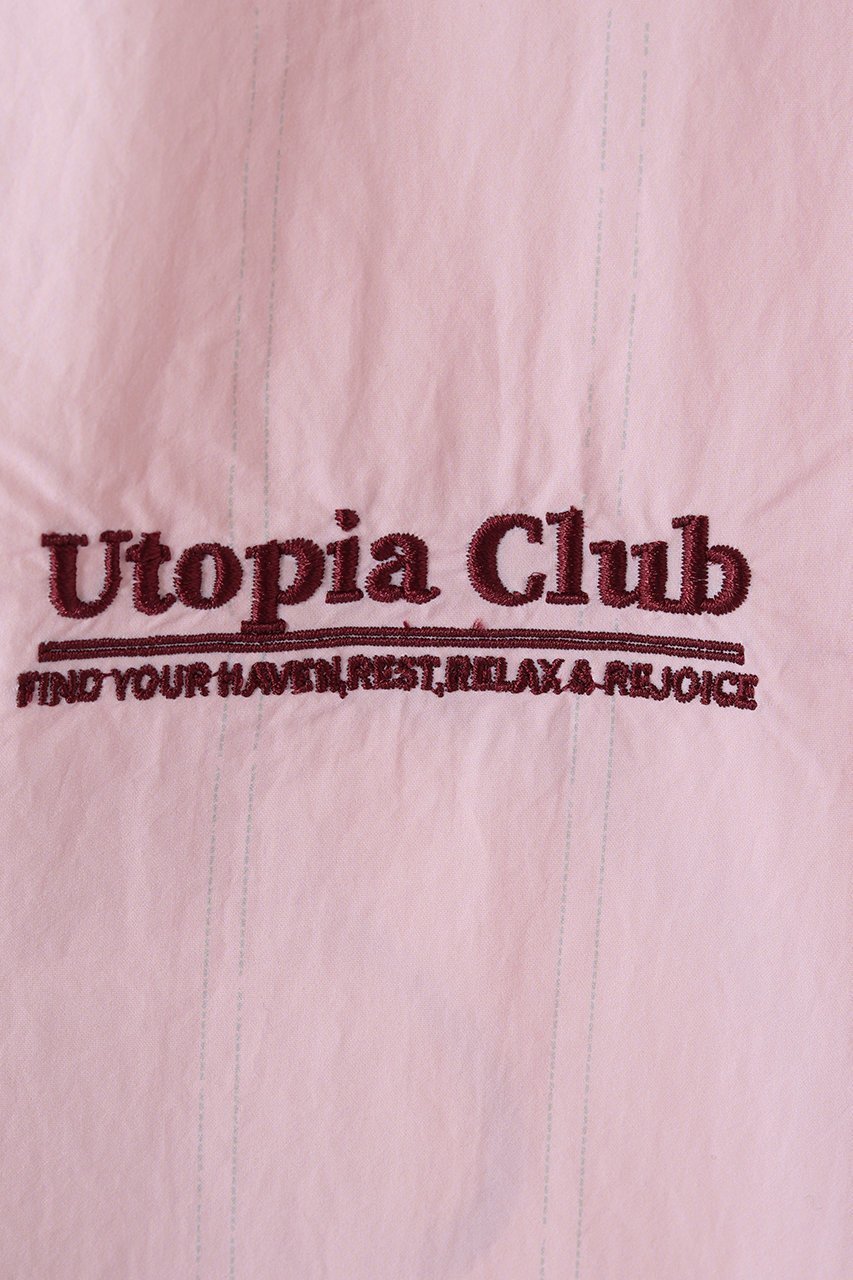 Utopia Club
FIND YOUR HAVEN,REST,RELAX & REJOICE